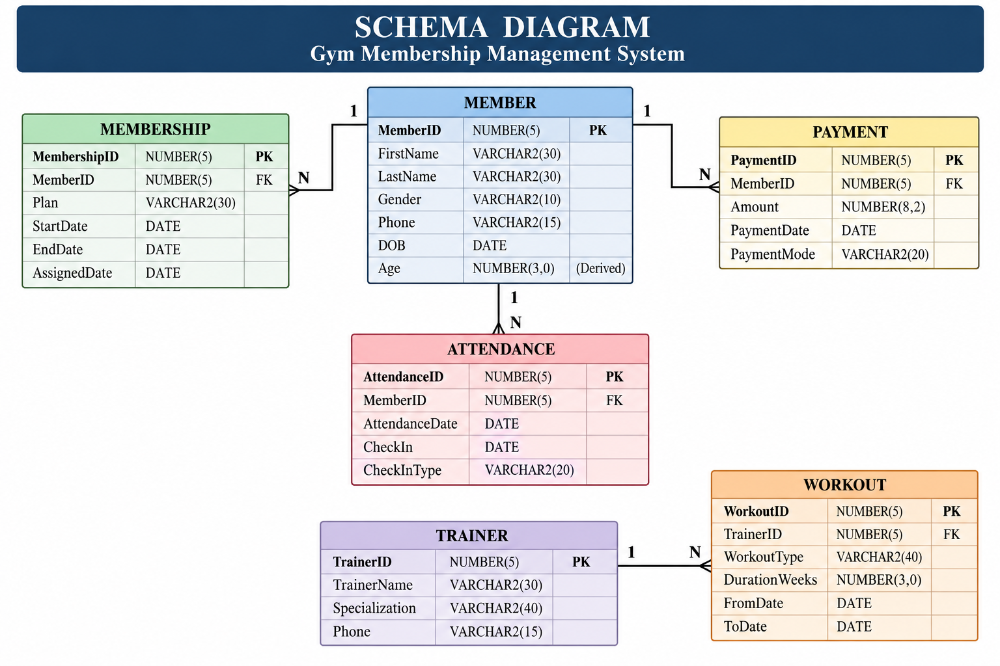 SCHEMA DIAGRAM
Gym Membership Management System
MEMBERSHIP
MembershipID NUMBER(5) PK
MemberID NUMBER(5) FK
Plan VARCHAR2(30)
StartDate DATE
EndDate DATE
AssignedDate DATE
1
N
MEMBER
MemberID NUMBER(5) PK
FirstName VARCHAR2(30)
LastName VARCHAR2(30)
Gender VARCHAR2(10)
Phone VARCHAR2(15)
DOB DATE
Age NUMBER(3,0) (Derived)
1
N
PAYMENT
PaymentID NUMBER(5) PK
MemberID NUMBER(5) FK
Amount NUMBER(8,2)
PaymentDate DATE
PaymentMode VARCHAR2(20)
1
N
ATTENDANCE
AttendanceID NUMBER(5) PK
MemberID NUMBER(5) FK
AttendanceDate DATE
CheckIn DATE
CheckInType VARCHAR2(20)
TRAINER
TrainerID NUMBER(5) PK
TrainerName VARCHAR2(30)
Specialization VARCHAR2(40)
Phone VARCHAR2(15)
1 N
WORKOUT
WorkoutID NUMBER(5) PK
TrainerID NUMBER(5) FK
WorkoutType VARCHAR2(40)
DurationWeeks NUMBER(3,0)
FromDate DATE
ToDate DATE